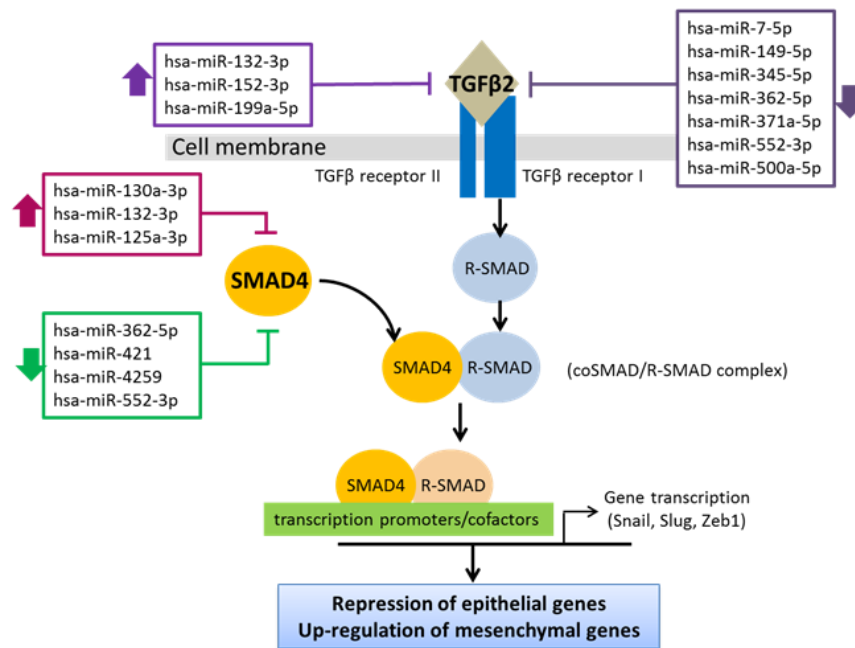 hsa-miR-132-3p
hsa-miR-152-3p
hsa-miR-199a-5p
TGFβ2
hsa-miR-7-5p
hsa-miR-149-5p
hsa-miR-345-5p
hsa-miR-362-5p
hsa-miR-371a-5p
hsa-miR-552-3p
hsa-miR-500a-5p
Cell membrane
TGFβ receptor II
TGFβ receptor I
hsa-miR-130a-3p
hsa-miR-132-3p
hsa-miR-125a-3p
SMAD4
R-SMAD
hsa-miR-362-5p
hsa-miR-421
hsa-miR-4259
hsa-miR-552-3p
SMAD4
R-SMAD
(coSMAD/R-SMAD complex)
SMAD4
R-SMAD
transcription promoters/cofactors
Gene transcription
(Snail, Slug, Zeb1)
Repression of epithelial genes
Up-regulation of mesenchymal genes